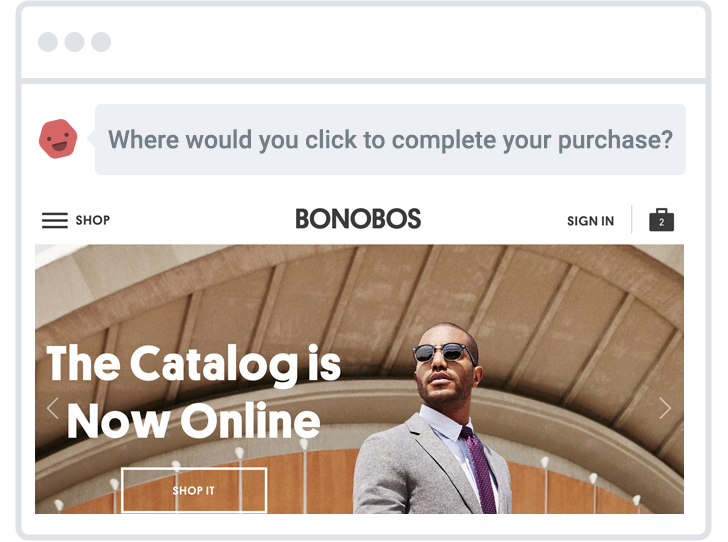 Where would you click to complete your purchase?
SHOP
BONOBOS
SIGN IN
2
The Catalog is
Now Online
SHOP IT